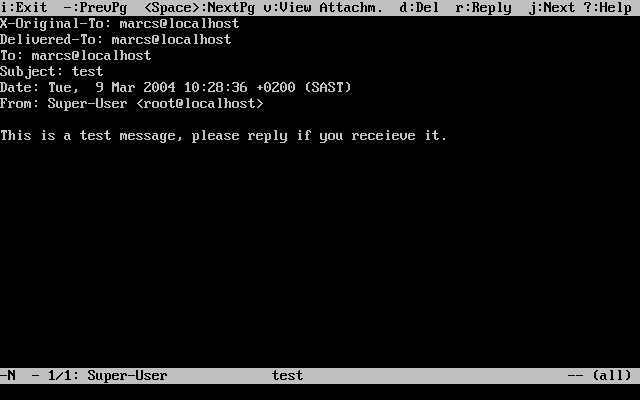 i:Exit  -:PrevPg  <Space>:NextPg v:View Attachm.  d:Del  r:Reply  j:Next ?:Help
X-Original-To: marcs@localhost
Delivered-To: marcs@localhost
To: marcs@localhost
Subject: test
Date: Tue,  9 Mar 2004 10:28:36 +0200 (SAST)
From: Super-User <root@localhost>

This is a test message, please reply if you receieve it.

-N  - 1/1: Super-User             test                                 -- (all)